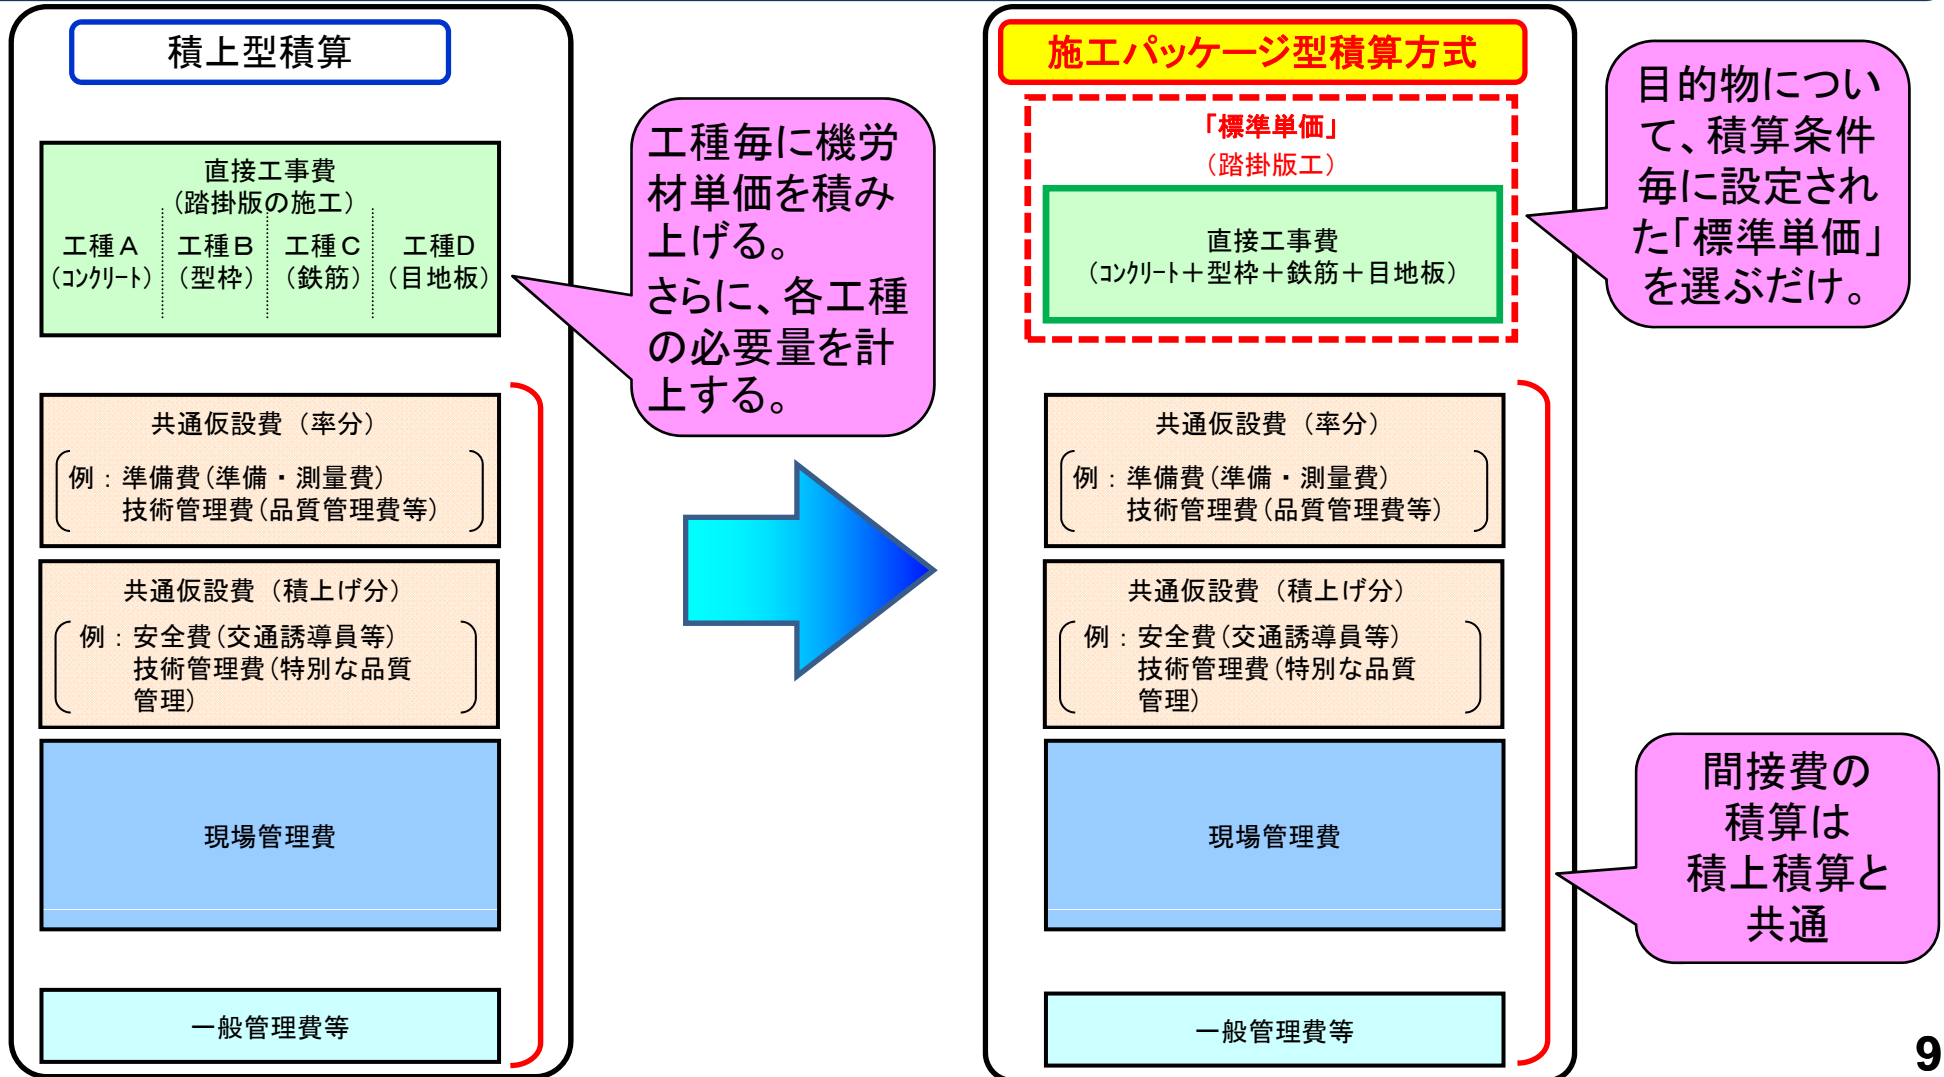 積上型積算
直接工事費
(踏掛版の施工)
工種A
(ｺﾝｸﾘｰﾄ)
工種B
(型枠)
工種C
(鉄筋)
工種D
(目地板)
共通仮設費（率分）
例：準備費(準備・測量費)
技術管理費(品質管理費等)
共通仮設費（積上げ分）
例：安全費(交通誘導員等)
技術管理費(特別な品質
管理)
現場管理費
一般管理費等
工種毎に機労
材単価を積み
上げる。
さらに、各工種
の必要量を計
上する。
施工パッケージ型積算方式
「標準単価」
（踏掛版工）
直接工事費
(ｺﾝｸﾘｰﾄ＋型枠＋鉄筋＋目地板)
共通仮設費（率分）
例：準備費(準備・測量費)
技術管理費(品質管理費等)
共通仮設費（積上げ分）
例：安全費(交通誘導員等)
技術管理費(特別な品質
管理)
現場管理費
一般管理費等
目的物につい
て、積算条件
毎に設定され
た「標準単価」
を選ぶだけ。
間接費の
積算は
積上積算と
共通
9